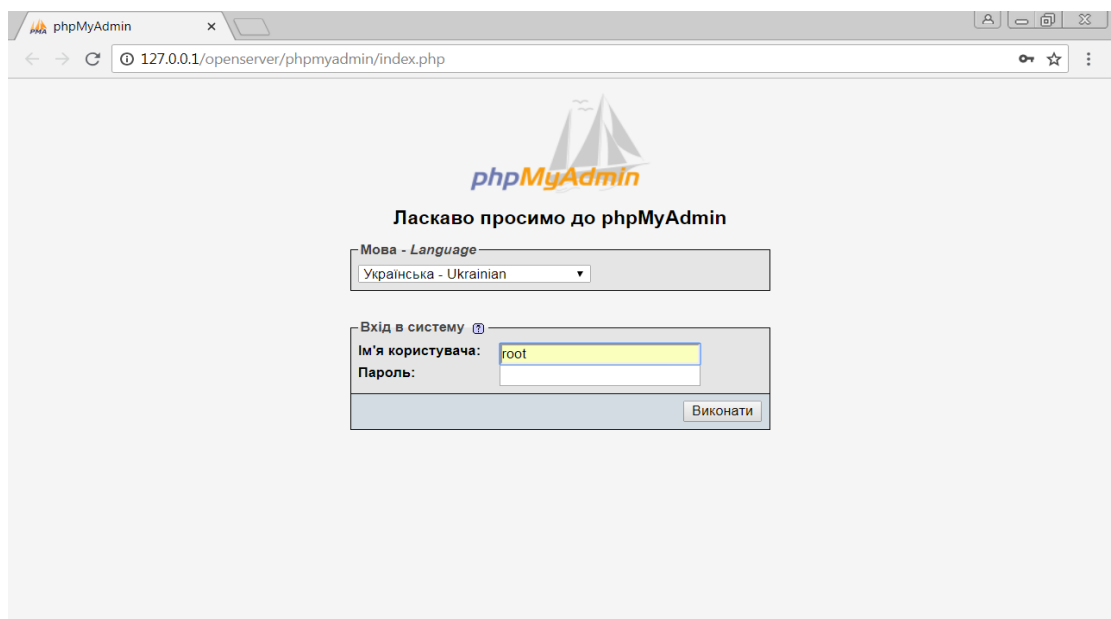 phpMyAdmin
127.0.0.1/openserver/phpmyadmin/index.php
phpMyAdmin
Ласкаво просимо до phpMyAdmin
Мова - Language
Українська - Ukrainian
Вхід в систему
Ім'я користувача:
root
Пароль:
Виконати